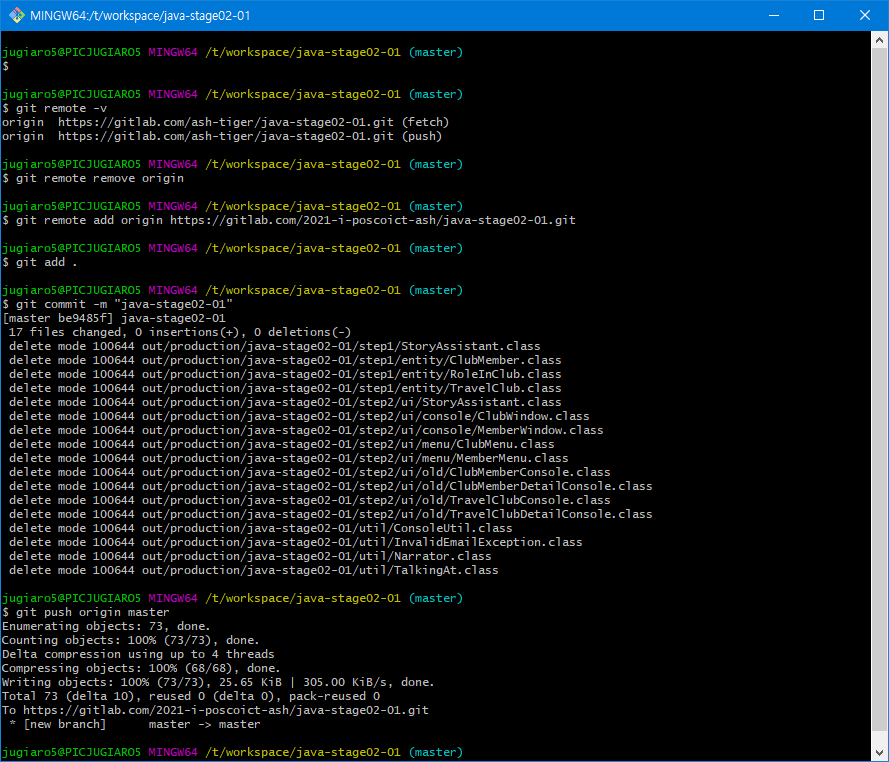 MINGW64:/t/workspace/java-stage02-01
jugiaro5@PICJUGIARO5 MINGW64 /t/workspace/java-stage02-01 (master)
$
jugiaro5@PICJUGIARO5 MINGW64 /t/workspace/java-stage02-01 (master)
$ git remote -v
origin  https://gitlab.com/ash-tiger/java-stage02-01.git (fetch)
origin  https://gitlab.com/ash-tiger/java-stage02-01.git (push)
jugiaro5@PICJUGIARO5 MINGW64 /t/workspace/java-stage02-01 (master)
$ git remote remove origin
jugiaro5@PICJUGIARO5 MINGW64 /t/workspace/java-stage02-01 (master)
$ git remote add origin https://gitlab.com/2021-i-poscoict-ash/java-stage02-01.git
jugiaro5@PICJUGIARO5 MINGW64 /t/workspace/java-stage02-01 (master)
$ git add .
jugiaro5@PICJUGIARO5 MINGW64 /t/workspace/java-stage02-01 (master)
$ git commit -m "java-stage02-01"
[master be9485f] java-stage02-01
 17 files changed, 0 insertions(+), 0 deletions(-)
 delete mode 100644 out/production/java-stage02-01/step1/StoryAssistant.class
 delete mode 100644 out/production/java-stage02-01/step1/entity/ClubMember.class
 delete mode 100644 out/production/java-stage02-01/step1/entity/RoleInClub.class
 delete mode 100644 out/production/java-stage02-01/step1/entity/TravelClub.class
 delete mode 100644 out/production/java-stage02-01/step2/ui/StoryAssistant.class
 delete mode 100644 out/production/java-stage02-01/step2/ui/console/ClubWindow.class
 delete mode 100644 out/production/java-stage02-01/step2/ui/console/MemberWindow.class
 delete mode 100644 out/production/java-stage02-01/step2/ui/menu/ClubMenu.class
 delete mode 100644 out/production/java-stage02-01/step2/ui/menu/MemberMenu.class
 delete mode 100644 out/production/java-stage02-01/step2/ui/old/ClubMemberConsole.class
 delete mode 100644 out/production/java-stage02-01/step2/ui/old/ClubMemberDetailConsole.class
 delete mode 100644 out/production/java-stage02-01/step2/ui/old/TravelClubConsole.class
 delete mode 100644 out/production/java-stage02-01/step2/ui/old/TravelClubDetailConsole.class
 delete mode 100644 out/production/java-stage02-01/util/ConsoleUtil.class
 delete mode 100644 out/production/java-stage02-01/util/InvalidEmailException.class
 delete mode 100644 out/production/java-stage02-01/util/Narrator.class
 delete mode 100644 out/production/java-stage02-01/util/TalkingAt.class
jugiaro5@PICJUGIARO5 MINGW64 /t/workspace/java-stage02-01 (master)
$ git push origin master
Enumerating objects: 73, done.
Counting objects: 100% (73/73), done.
Delta compression using up to 4 threads
Compressing objects: 100% (68/68), done.
Writing objects: 100% (73/73), 25.65 KiB | 305.00 KiB/s, done.
Total 73 (delta 10), reused 0 (delta 0), pack-reused 0
To https://gitlab.com/2021-i-poscoict-ash/java-stage02-01.git
 * [new branch]      master -> master
jugiaro5@PICJUGIARO5 MINGW64 /t/workspace/java-stage02-01 (master)